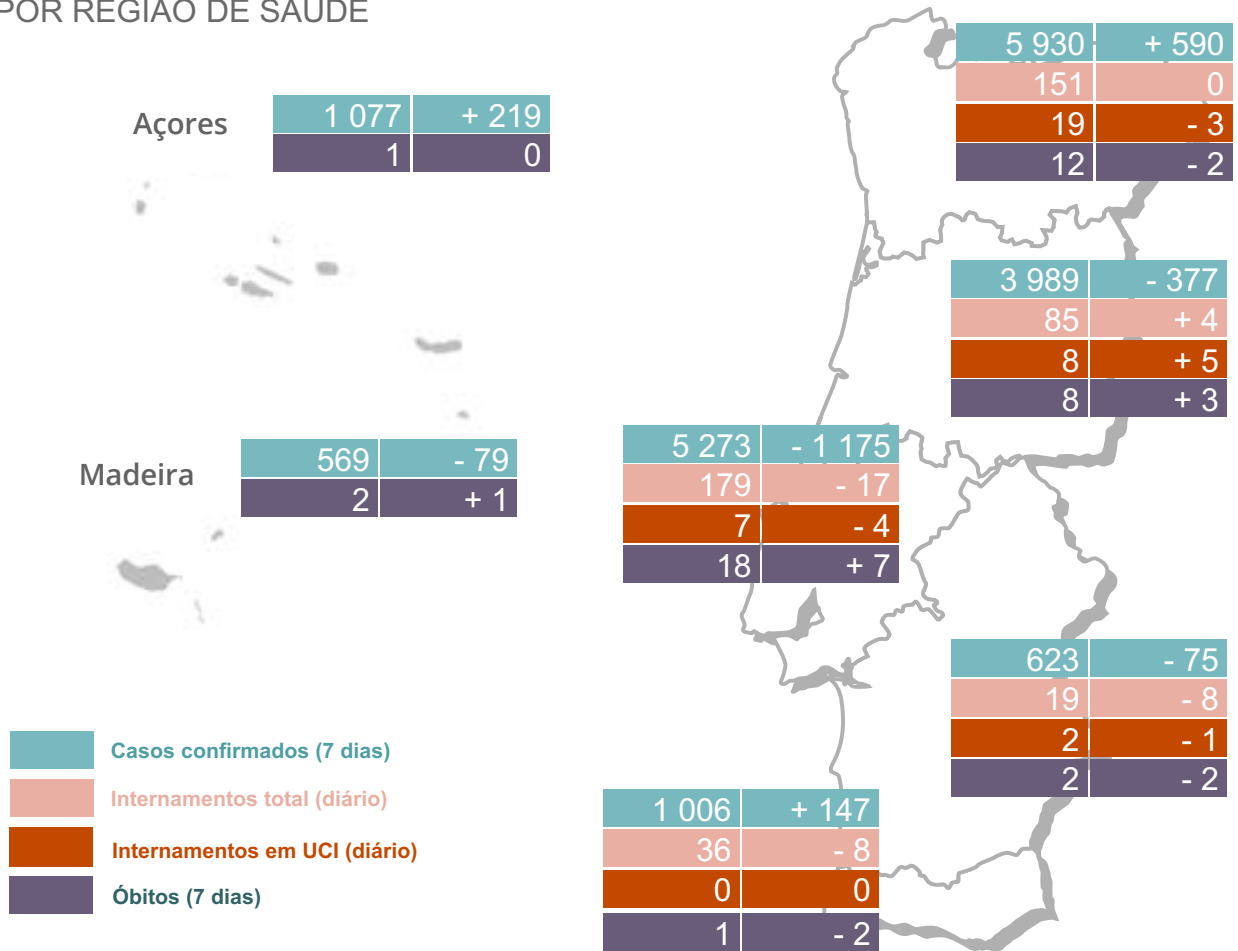 POR REGIÃO DE SAÚDE
Açores
1 077 + 219
1 0
5 930 + 590
151 0
19 - 3
12 - 2
3 989 - 377
85 + 4
8 + 5
8 + 3
Madeira
569 - 79
2 + 1
5 273 - 1 175
179 - 17
7 - 4
18 + 7
623 - 75
19 - 8
2 - 1
2 - 2
Casos confirmados (7 dias)
Internamentos total (diário)
Internamentos em UCI (diário)
Óbitos (7 dias)
1 006 + 147
36 - 8
0 0
1 - 2